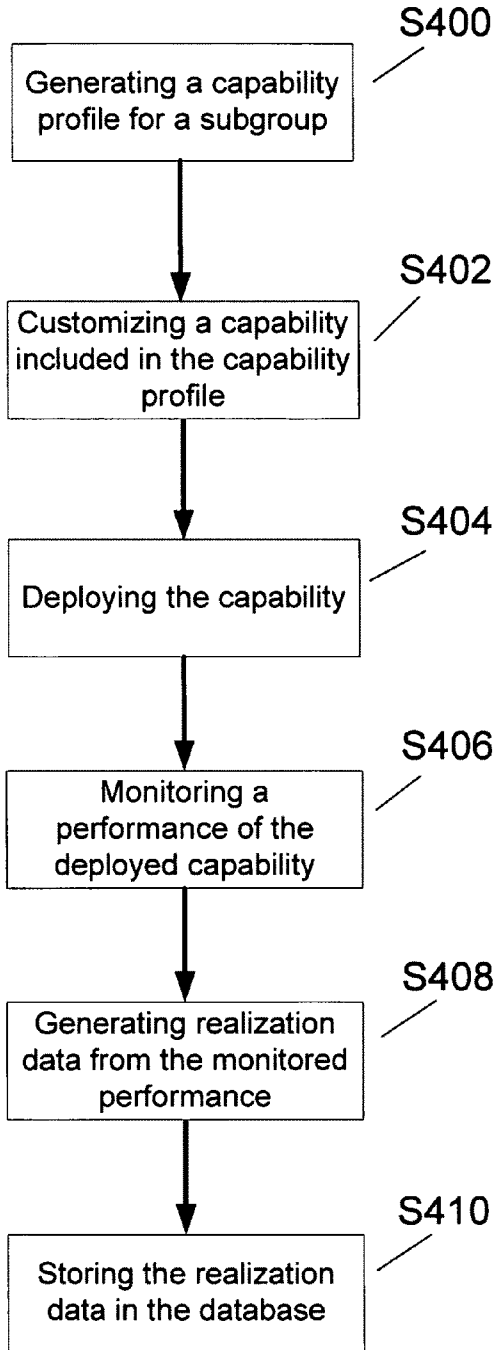 S400
Generating a capability
profile for a subgroup
S402
Customizing a capability
included in the capability
profile
S404
Deploying the capability
S406
Monitoring a
performance of the
deployed capability
S408
Generating realization
data from the monitored
performance
S410
Storing the realization
data in the database